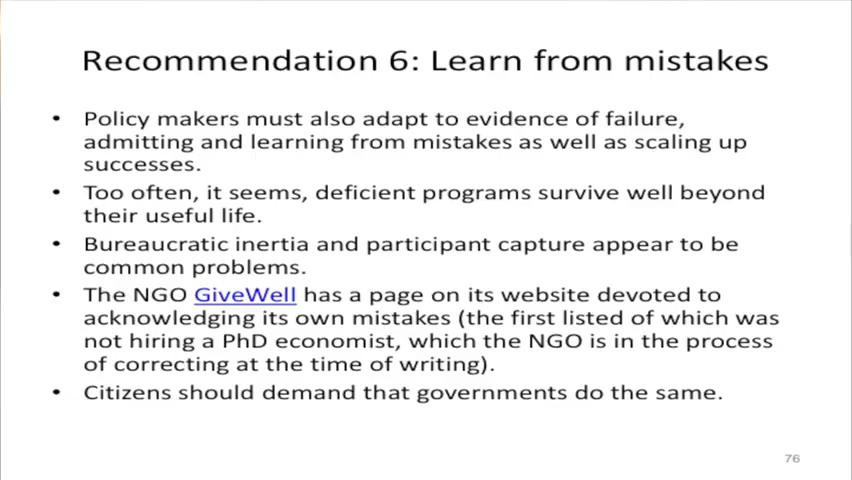 Recommendation 6: Learn from mistakes
• Policy makers must also adapt to evidence of failure,
admitting and learning from mistakes as well as scaling up
successes.
• Too often, it seems, deficient programs survive well beyond
their useful life.
• Bureaucratic inertia and participant capture appear to be
common problems.
• The NGO GiveWell has a page on its website devoted to
acknowledging its own mistakes (the first listed of which was
not hiring a PhD economist, which the NGO is in the process
of correcting at the time of writing).
• Citizens should demand that governments do the same.
76